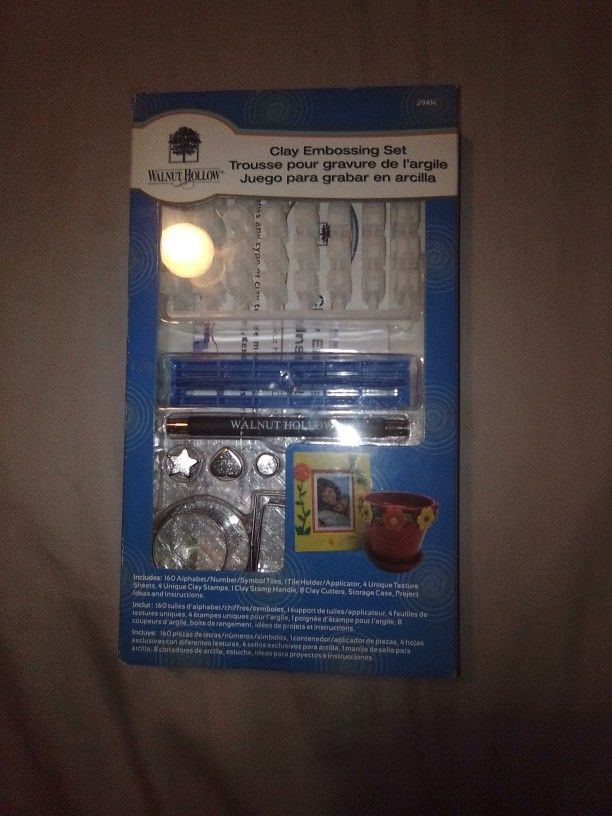 29414
Clay Embossing Set
Trousse pour gravure de l'argile
Juego para grabar en arcilla
WALNUT HOLLOW
WALNUT HOLLOW
Includes: 160 Alphabet/Number/Symbol Tiles, 1 Tile Holder/Applicator, 4 Unique Texture
Sheets, 4 Unique Clay Stamps, 1 Clay Stamp Handle, 8 Clay Cutters, Storage Case, Project
Ideas and Instructions.
Inclut : 160 tuiles d'alphabet/chiffres/symboles, 1 support de tuiles/applicateur, 4 feuilles de
textures uniques, 4 étampes uniques pour l'argile, 1 poignée d'étampe pour l'argile, 8
coupeurs d'argile, boîte de rangement, idées de projets et instructions.
Incluye: 160 piezas de letras/números/símbolos, 1 contenedor/aplicador de piezas, 4 hojas
exclusivas con diferentes texturas, 4 sellos exclusivos para arcilla, 1 manija de sello para
arcilla, 8 cortadores de arcilla, estuche, ideas para proyectos e instrucciones.